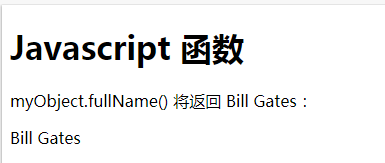 Javascript 函数
myObject.fullName() 将返回 Bill Gates：
Bill Gates